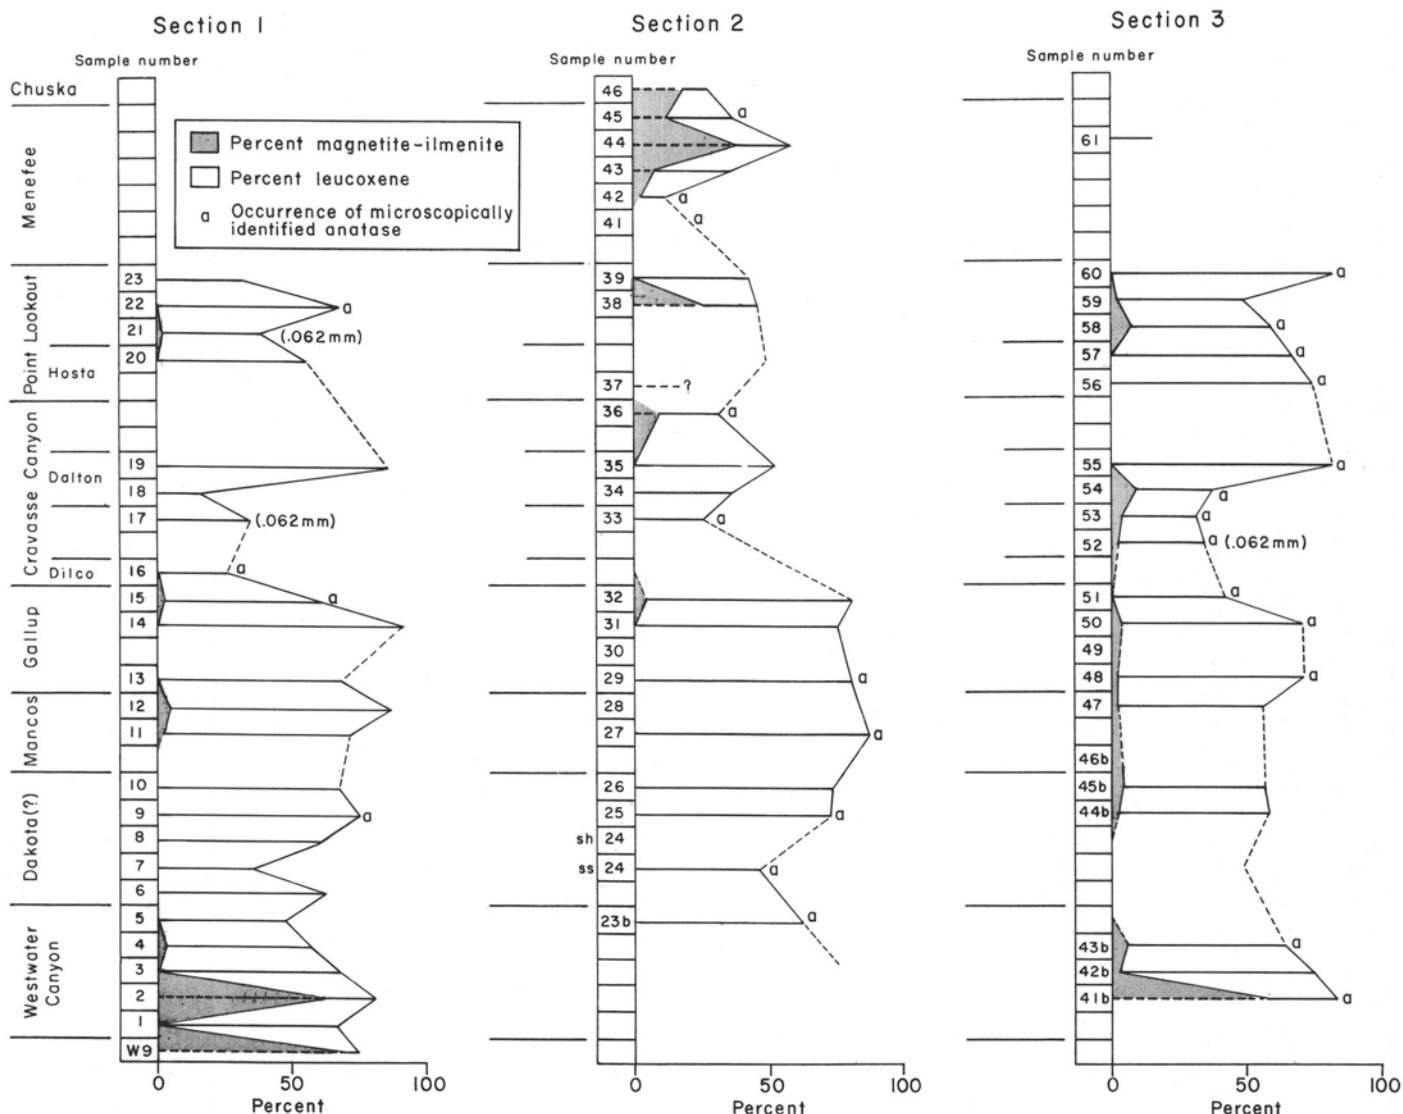 Section 1
Section 2
Section 3
Sample number
Sample number
Sample number
Percent magnetite-ilmenite
Percent leucoxene
a Occurrence of microscopically
identified anatase
Chuska
Menefee
Point Lookout
Hosta
Cravasse Canyon
Dalton
Dilco
Gallup
Mancos
Dakota(?)
Westwater
Canyon
23
22 a
21 (.062mm)
20
19
18
17 (.062mm)
16 a
15 a
14
13
12
11
10
9 a
8
7
6
5
4
3
2
1
W9
0 50 100
Percent
46
45 a
44
43
42 a
41 a
39
38
37 ?
36 a
35
34
33 a
32
31
30
29 a
28
27 a
26
25 a
sh 24
ss 24 a
23b a
0 50 100
Percent
61
60 a
59
58 a
57 a
56 a
55 a
54 a
53 a
52 a (.062mm)
51 a
50 a
49
48 a
47
46b
45b
44b
43b a
42b
41b a
0 50 100
Percent